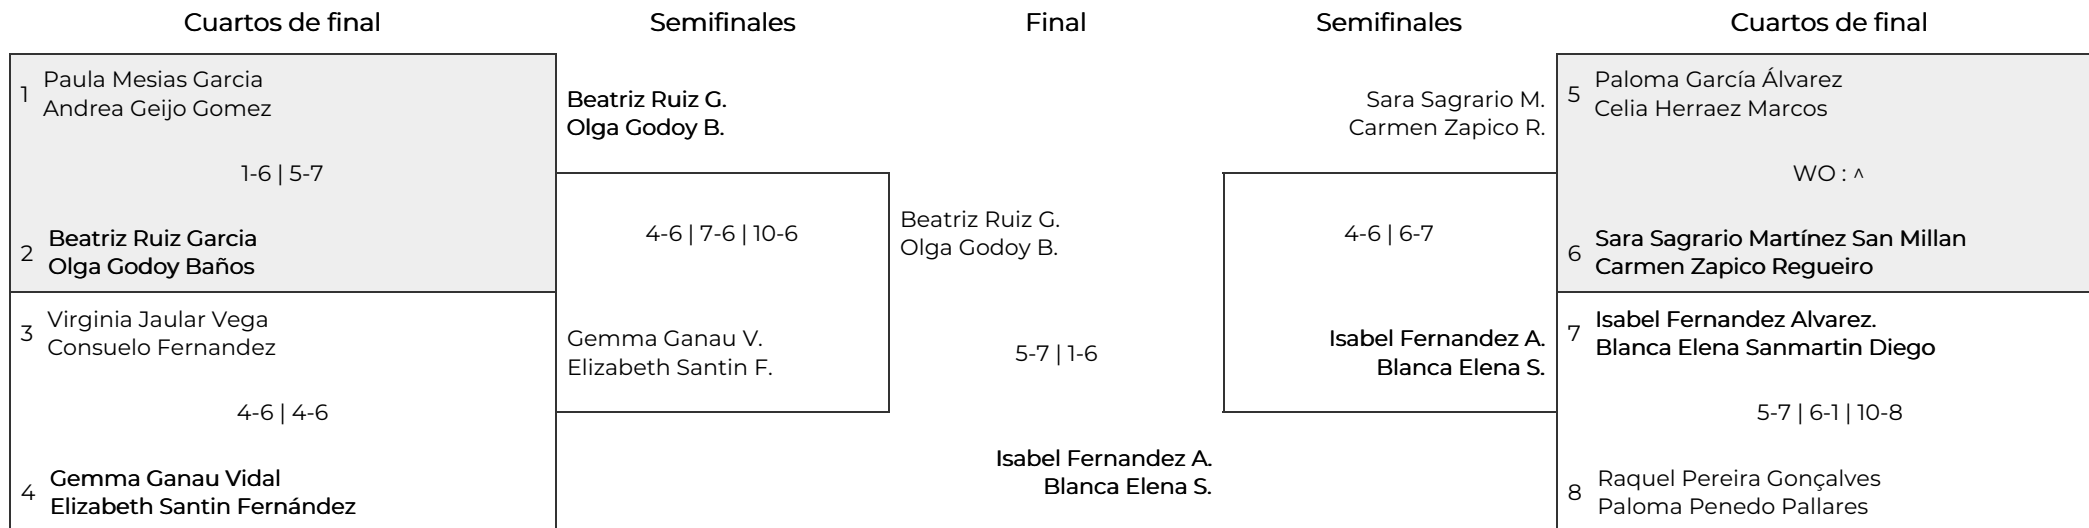 Cuartos de final
Semifinales
Final
Semifinales
Cuartos de final
1
Paula Mesias Garcia
Andrea Geijo Gomez
1-6 | 5-7
2
Beatriz Ruiz Garcia
Olga Godoy Baños
3
Virginia Jaular Vega
Consuelo Fernandez
4-6 | 4-6
4
Gemma Ganau Vidal
Elizabeth Santin Fernández
Beatriz Ruiz G.
Olga Godoy B.
4-6 | 7-6 | 10-6
Gemma Ganau V.
Elizabeth Santin F.
Beatriz Ruiz G.
Olga Godoy B.
5-7 | 1-6
Isabel Fernandez A.
Blanca Elena S.
Sara Sagrario M.
Carmen Zapico R.
4-6 | 6-7
Isabel Fernandez A.
Blanca Elena S.
5
Paloma García Álvarez
Celia Herraez Marcos
WO : ^
6
Sara Sagrario Martínez San Millan
Carmen Zapico Regueiro
7
Isabel Fernandez Alvarez.
Blanca Elena Sanmartin Diego
5-7 | 6-1 | 10-8
8
Raquel Pereira Gonçalves
Paloma Penedo Pallares